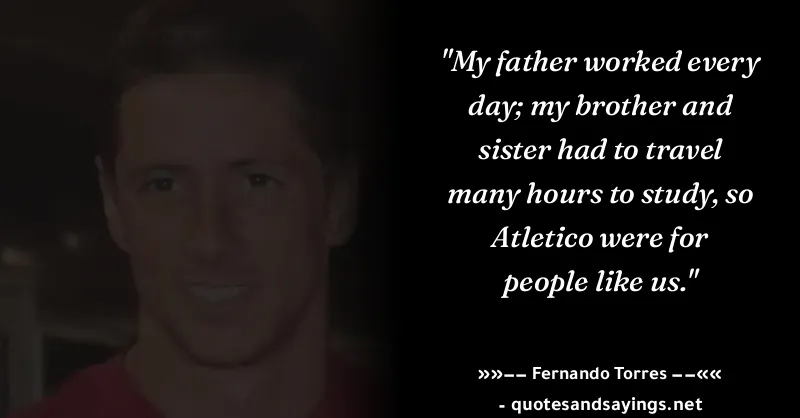 "My father worked every
day; my brother and
sister had to travel
many hours to study, so
Atletico were for
people like us."
»»−− Fernando Torres −−««
- quotesandsayings.net